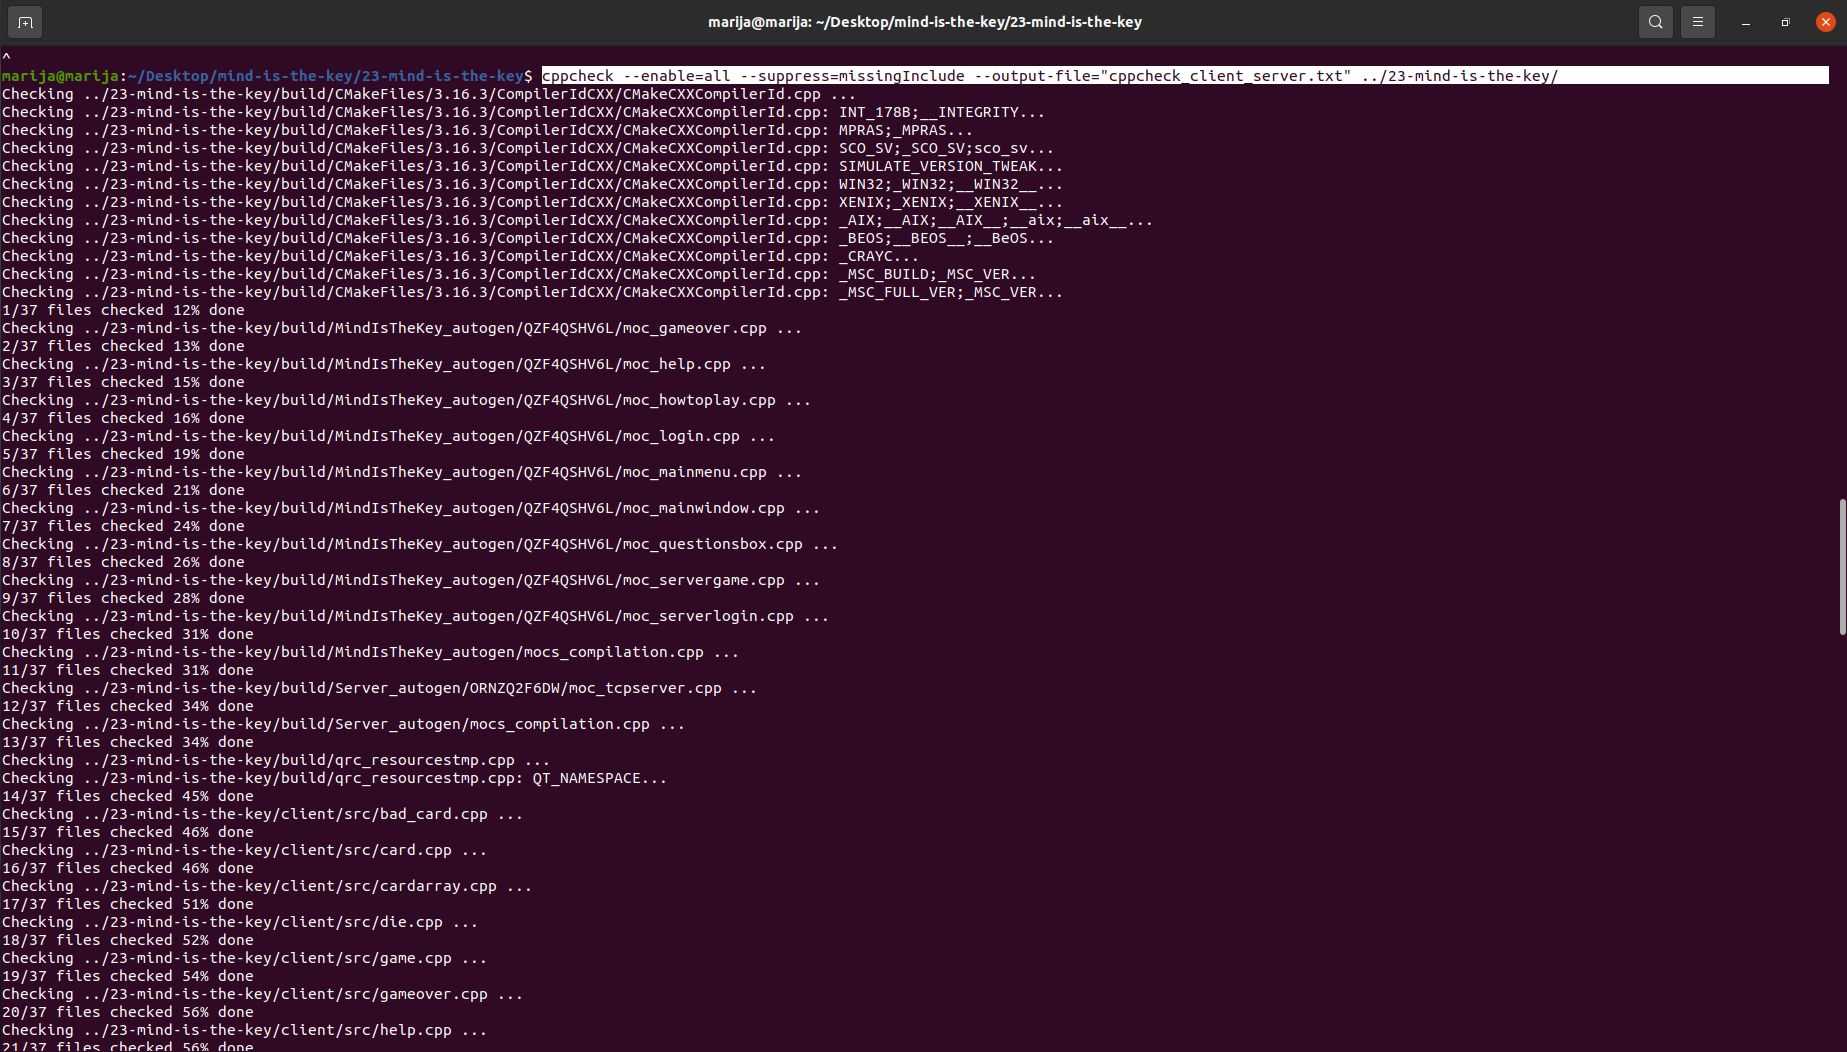 marija@marija: ~/Desktop/mind-is-the-key/23-mind-is-the-key
^
marija@marija:~/Desktop/mind-is-the-key/23-mind-is-the-key$ cppcheck --enable=all --suppress=missingInclude --output-file="cppcheck_client_server.txt" ../23-mind-is-the-key/
Checking ../23-mind-is-the-key/build/CMakeFiles/3.16.3/CompilerIdCXX/CMakeCXXCompilerId.cpp ...
Checking ../23-mind-is-the-key/build/CMakeFiles/3.16.3/CompilerIdCXX/CMakeCXXCompilerId.cpp: INT_178B;__INTEGRITY...
Checking ../23-mind-is-the-key/build/CMakeFiles/3.16.3/CompilerIdCXX/CMakeCXXCompilerId.cpp: MPRAS;_MPRAS...
Checking ../23-mind-is-the-key/build/CMakeFiles/3.16.3/CompilerIdCXX/CMakeCXXCompilerId.cpp: SCO_SV;_SCO_SV;sco_sv...
Checking ../23-mind-is-the-key/build/CMakeFiles/3.16.3/CompilerIdCXX/CMakeCXXCompilerId.cpp: SIMULATE_VERSION_TWEAK...
Checking ../23-mind-is-the-key/build/CMakeFiles/3.16.3/CompilerIdCXX/CMakeCXXCompilerId.cpp: WIN32;_WIN32;__WIN32__...
Checking ../23-mind-is-the-key/build/CMakeFiles/3.16.3/CompilerIdCXX/CMakeCXXCompilerId.cpp: XENIX;_XENIX;__XENIX__...
Checking ../23-mind-is-the-key/build/CMakeFiles/3.16.3/CompilerIdCXX/CMakeCXXCompilerId.cpp: _AIX;__AIX;__AIX__;__aix;__aix__...
Checking ../23-mind-is-the-key/build/CMakeFiles/3.16.3/CompilerIdCXX/CMakeCXXCompilerId.cpp: _BEOS;__BEOS__;__BeOS...
Checking ../23-mind-is-the-key/build/CMakeFiles/3.16.3/CompilerIdCXX/CMakeCXXCompilerId.cpp: _CRAYC...
Checking ../23-mind-is-the-key/build/CMakeFiles/3.16.3/CompilerIdCXX/CMakeCXXCompilerId.cpp: _MSC_BUILD;_MSC_VER...
Checking ../23-mind-is-the-key/build/CMakeFiles/3.16.3/CompilerIdCXX/CMakeCXXCompilerId.cpp: _MSC_FULL_VER;_MSC_VER...
1/37 files checked 12% done
Checking ../23-mind-is-the-key/build/MindIsTheKey_autogen/QZF4QSHV6L/moc_gameover.cpp ...
2/37 files checked 13% done
Checking ../23-mind-is-the-key/build/MindIsTheKey_autogen/QZF4QSHV6L/moc_help.cpp ...
3/37 files checked 15% done
Checking ../23-mind-is-the-key/build/MindIsTheKey_autogen/QZF4QSHV6L/moc_howtoplay.cpp ...
4/37 files checked 16% done
Checking ../23-mind-is-the-key/build/MindIsTheKey_autogen/QZF4QSHV6L/moc_login.cpp ...
5/37 files checked 19% done
Checking ../23-mind-is-the-key/build/MindIsTheKey_autogen/QZF4QSHV6L/moc_mainmenu.cpp ...
6/37 files checked 21% done
Checking ../23-mind-is-the-key/build/MindIsTheKey_autogen/QZF4QSHV6L/moc_mainwindow.cpp ...
7/37 files checked 24% done
Checking ../23-mind-is-the-key/build/MindIsTheKey_autogen/QZF4QSHV6L/moc_questionsbox.cpp ...
8/37 files checked 26% done
Checking ../23-mind-is-the-key/build/MindIsTheKey_autogen/QZF4QSHV6L/moc_servergame.cpp ...
9/37 files checked 28% done
Checking ../23-mind-is-the-key/build/MindIsTheKey_autogen/QZF4QSHV6L/moc_serverlogin.cpp ...
10/37 files checked 31% done
Checking ../23-mind-is-the-key/build/MindIsTheKey_autogen/mocs_compilation.cpp ...
11/37 files checked 31% done
Checking ../23-mind-is-the-key/build/Server_autogen/ORNZQ2F6DW/moc_tcpserver.cpp ...
12/37 files checked 34% done
Checking ../23-mind-is-the-key/build/Server_autogen/mocs_compilation.cpp ...
13/37 files checked 34% done
Checking ../23-mind-is-the-key/build/qrc_resourcestmp.cpp ...
Checking ../23-mind-is-the-key/build/qrc_resourcestmp.cpp: QT_NAMESPACE...
14/37 files checked 45% done
Checking ../23-mind-is-the-key/client/src/bad_card.cpp ...
15/37 files checked 46% done
Checking ../23-mind-is-the-key/client/src/card.cpp ...
16/37 files checked 46% done
Checking ../23-mind-is-the-key/client/src/cardarray.cpp ...
17/37 files checked 51% done
Checking ../23-mind-is-the-key/client/src/die.cpp ...
18/37 files checked 52% done
Checking ../23-mind-is-the-key/client/src/game.cpp ...
19/37 files checked 54% done
Checking ../23-mind-is-the-key/client/src/gameover.cpp ...
20/37 files checked 56% done
Checking ../23-mind-is-the-key/client/src/help.cpp ...
21/37 files checked 56% done